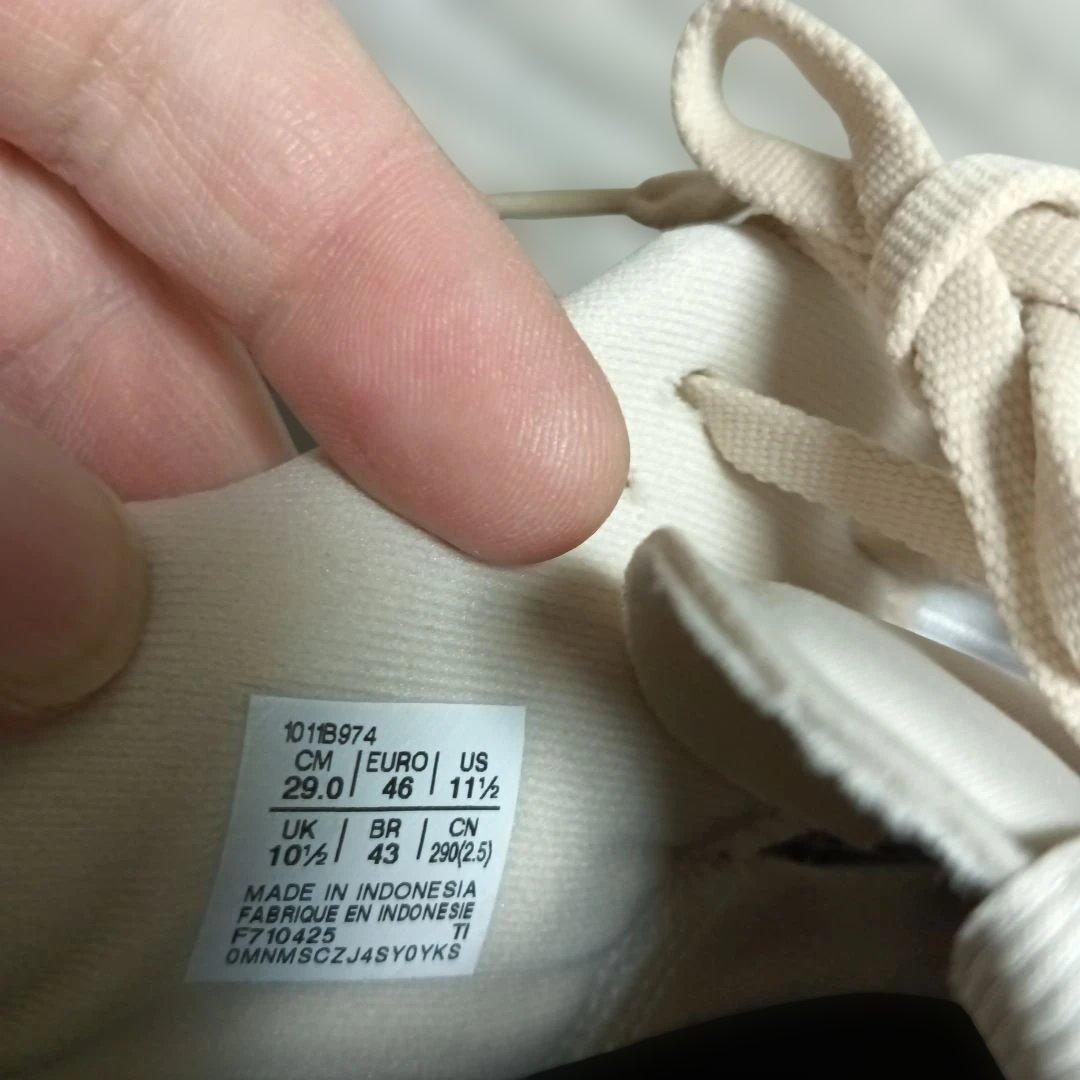 1011B974
CM | EURO | US
29.0 | 46 | 11½
UK | BR | CN
10½ | 43 | 290(2.5)
MADE IN INDONESIA
FABRIQUE EN INDONESIE
F710425 TI
0MNMSCZJ4SY0YKS